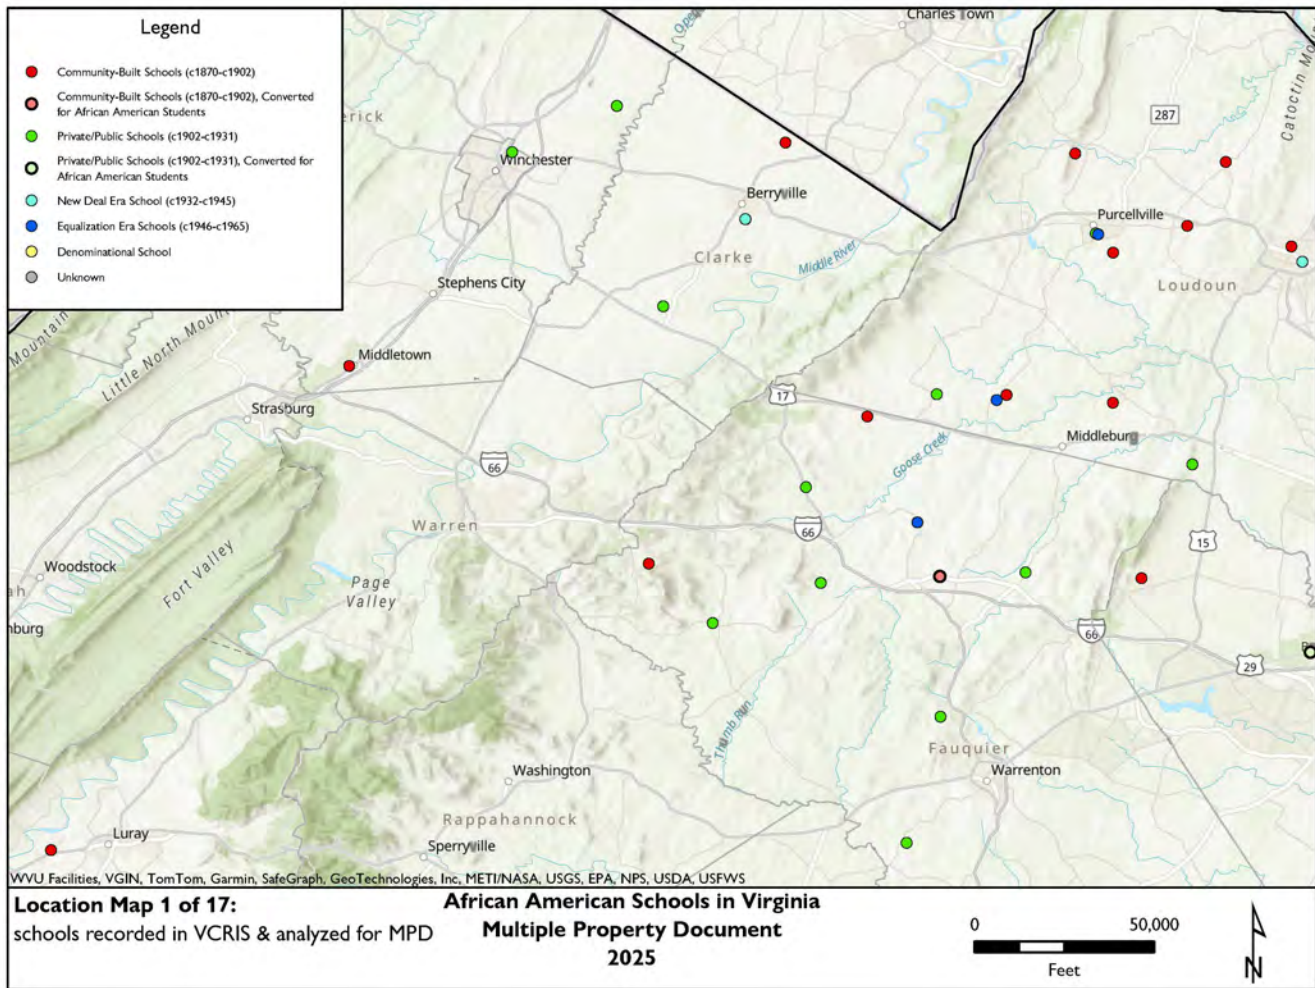 Legend
Community-Built Schools (c1870-c1902)
Community-Built Schools (c1870-c1902), Converted
for African American Students
Private/Public Schools (c1902-c1931)
Private/Public Schools (c1902-c1931), Converted for
African American Students
New Deal Era School (c1932-c1945)
Equalization Era Schools (c1946-c1965)
Denominational School
Unknown
Charles Town
Catoctin
287
erick
Winchester
Berryville
Purcellville
Clarke
Middle River
Loudoun
Stephens City
Mountain
Little North
Middletown
Strasburg
17
Middleburg
Goose Creek
66
Warren
66
15
Woodstock
ah
Fort Valley
Page
Valley
nburg
66
29
Thumb Run
Fauquier
Washington
Warrenton
Rappahannock
Luray
Sperryville
WVU Facilities, VGIN, TomTom, Garmin, SafeGraph, GeoTechnologies, Inc, METI/NASA, USGS, EPA, NPS, USDA, USFWS
Location Map 1 of 17:
schools recorded in VCRIS & analyzed for MPD
African American Schools in Virginia
Multiple Property Document
2025
0 50,000
Feet
N